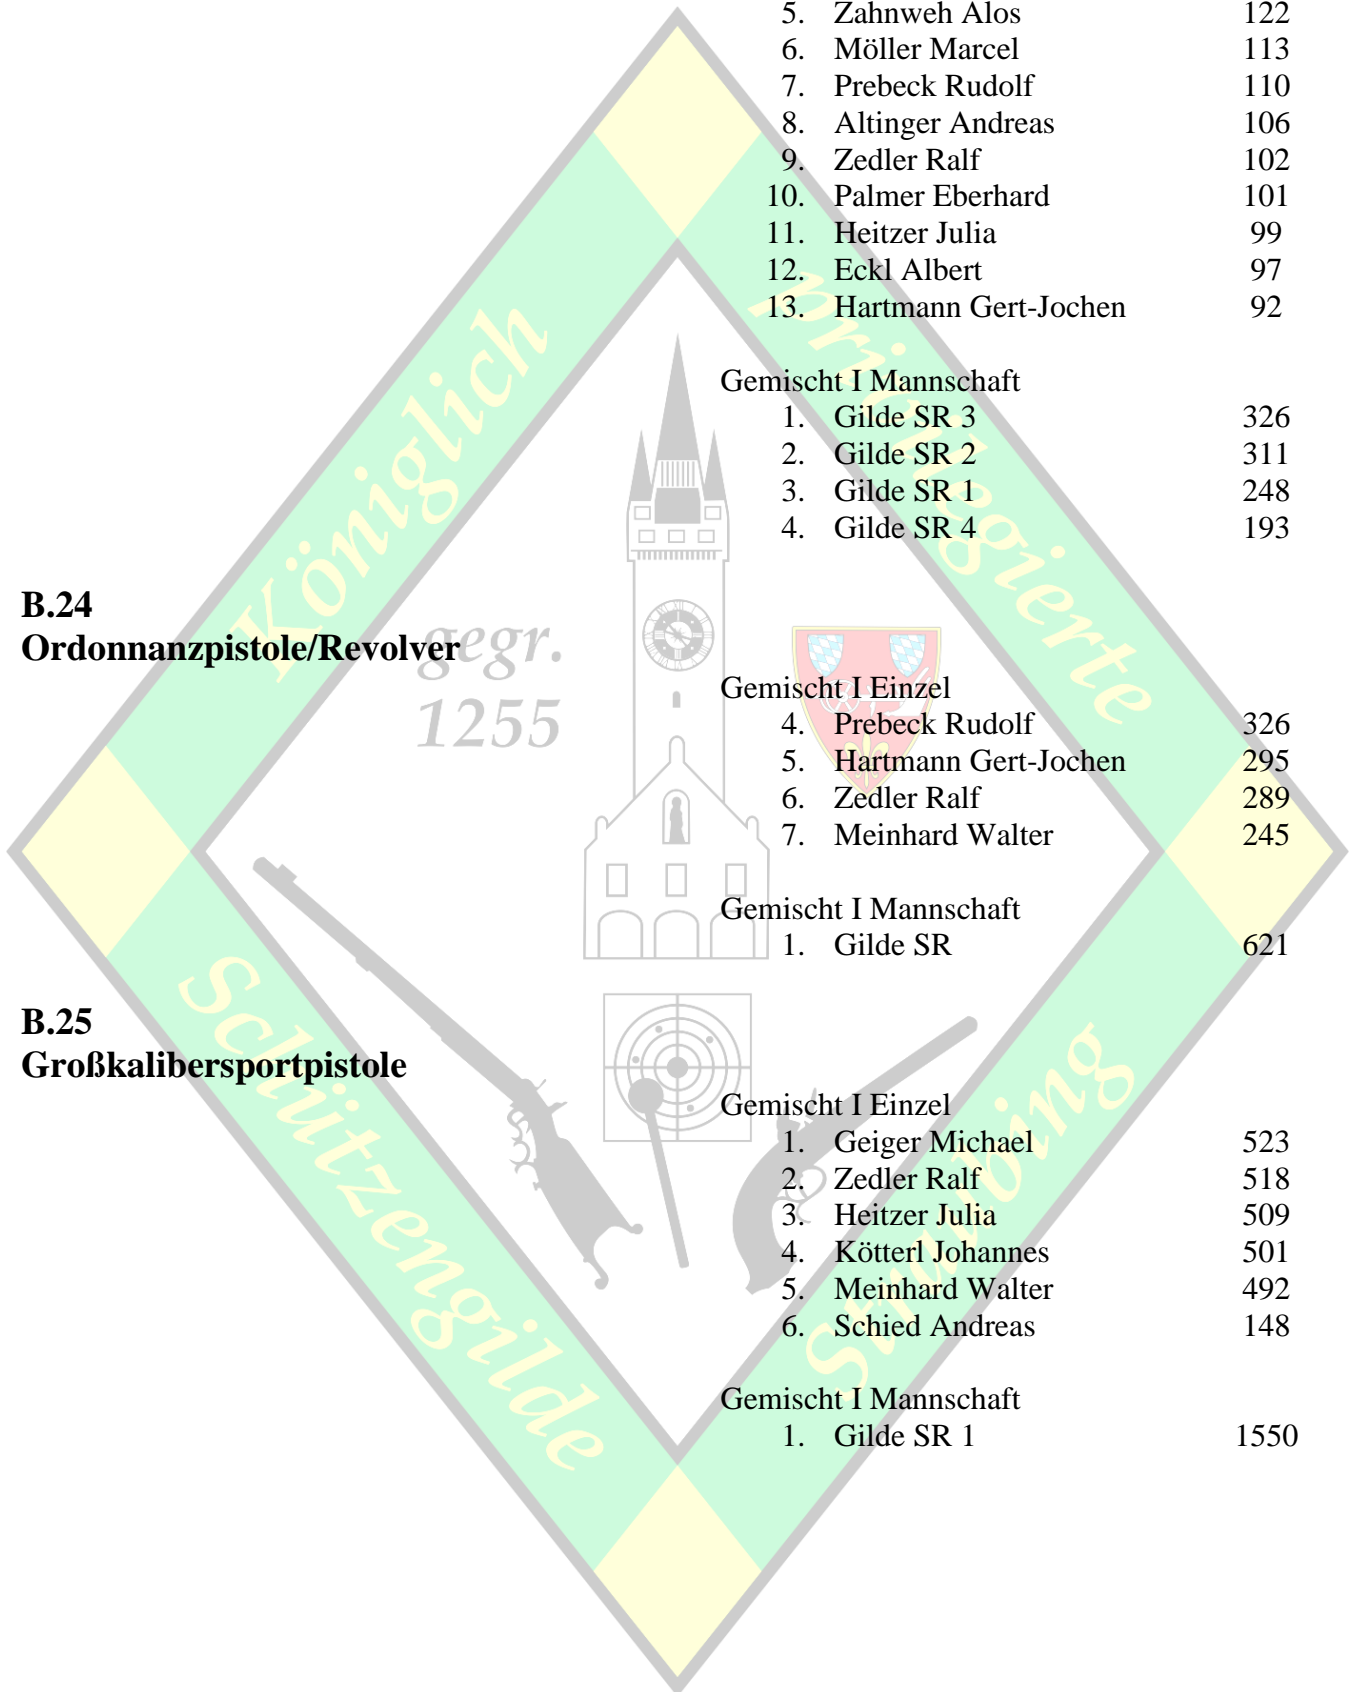 5. Zahnweh Alos 122
6. Möller Marcel 113
7. Prebeck Rudolf 110
8. Altinger Andreas 106
9. Zedler Ralf 102
10. Palmer Eberhard 101
11. Heitzer Julia 99
12. Eckl Albert 97
13. Hartmann Gert-Jochen 92
Gemischt I Mannschaft
1. Gilde SR 3 326
2. Gilde SR 2 311
3. Gilde SR 1 248
4. Gilde SR 4 193
B.24
Ordonnanzpistole/Revolver
Gemischt I Einzel
4. Prebeck Rudolf 326
5. Hartmann Gert-Jochen 295
6. Zedler Ralf 289
7. Meinhard Walter 245
Gemischt I Mannschaft
1. Gilde SR 621
B.25
Großkalibersportpistole
Gemischt I Einzel
1. Geiger Michael 523
2. Zedler Ralf 518
3. Heitzer Julia 509
4. Kötterl Johannes 501
5. Meinhard Walter 492
6. Schied Andreas 148
Gemischt I Mannschaft
1. Gilde SR 1 1550
Königlich
privilegierte
gegr.
1255
Schützengilde
Straubing